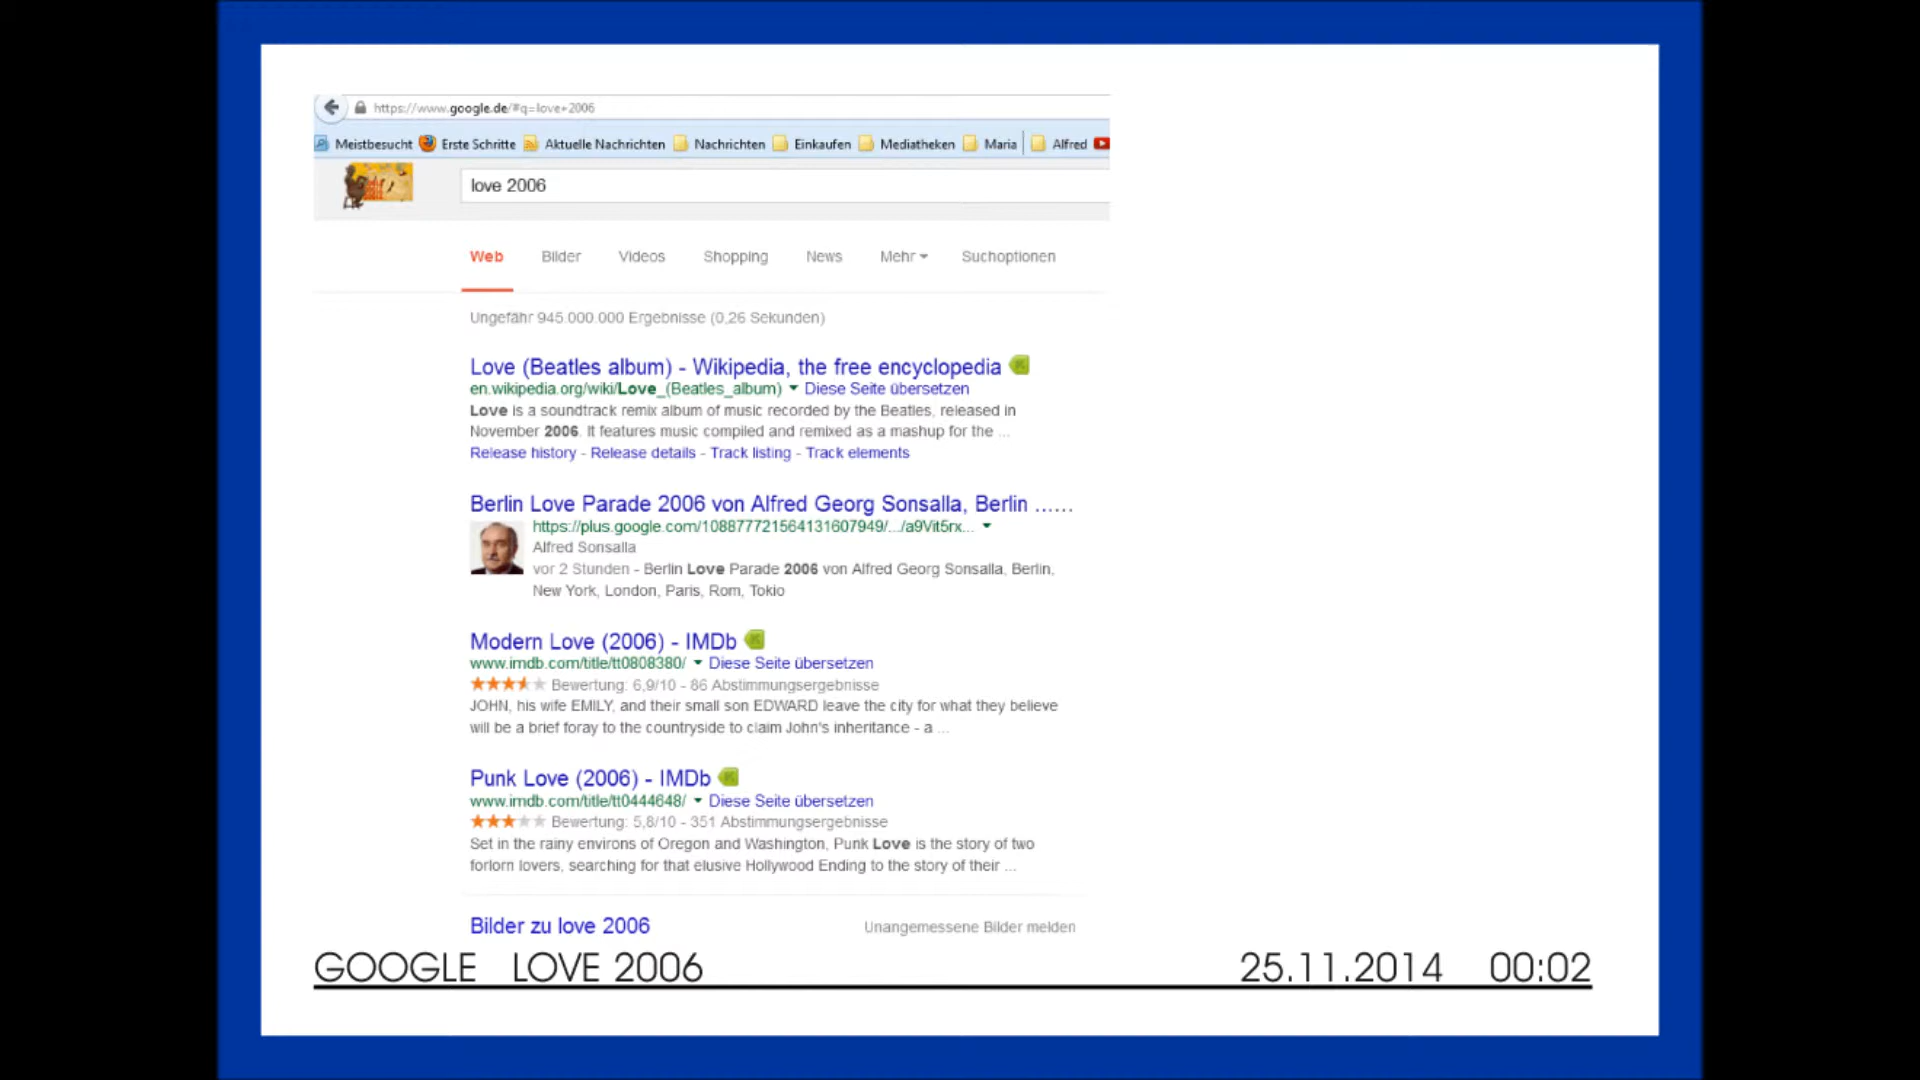 https://www.google.de/#q=love+2006
Meistbesucht Erste Schritte Aktuelle Nachrichten Nachrichten Einkaufen Mediatheken Maria Alfred
love 2006
Web Bilder Videos Shopping News Mehr Suchoptionen
Ungefähr 945.000.000 Ergebnisse (0,26 Sekunden)
Love (Beatles album) - Wikipedia, the free encyclopedia
en.wikipedia.org/wiki/Love_(Beatles_album) Diese Seite übersetzen
Love is a soundtrack remix album of music recorded by the Beatles, released in
November 2006. It features music compiled and remixed as a mashup for the ...
Release history - Release details - Track listing - Track elements
Berlin Love Parade 2006 von Alfred Georg Sonsalla, Berlin ......
https://plus.google.com/108877721564131607949/.../a9Vit5rx...
Alfred Sonsalla
vor 2 Stunden - Berlin Love Parade 2006 von Alfred Georg Sonsalla, Berlin,
New York, London, Paris, Rom, Tokio
Modern Love (2006) - IMDb
www.imdb.com/title/tt0808380/ Diese Seite übersetzen
Bewertung: 6,9/10 - 86 Abstimmungsergebnisse
JOHN, his wife EMILY, and their small son EDWARD leave the city for what they believe
will be a brief foray to the countryside to claim John's inheritance - a ...
Punk Love (2006) - IMDb
www.imdb.com/title/tt0444648/ Diese Seite übersetzen
Bewertung: 5,8/10 - 351 Abstimmungsergebnisse
Set in the rainy environs of Oregon and Washington, Punk Love is the story of two
forlorn lovers, searching for that elusive Hollywood Ending to the story of their ...
Bilder zu love 2006 Unangemessene Bilder melden
GOOGLE LOVE 2006 25.11.2014 00:02